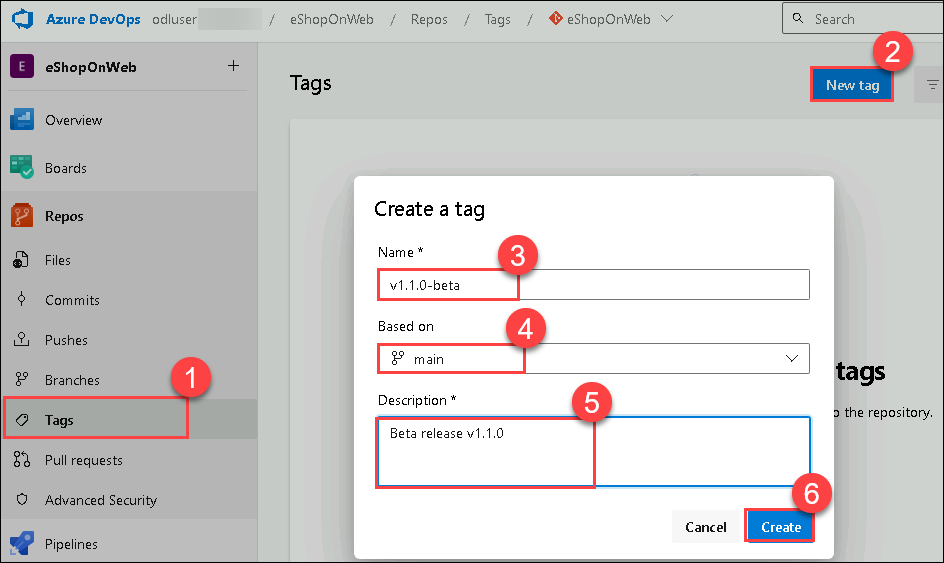 Azure DevOps odluser / eShopOnWeb / Repos / Tags / eShopOnWeb Search
E eShopOnWeb +
2
Tags New tag
Overview
Boards
Create a tag
Repos
Name *
3
Files
v1.1.0-beta
Commits
Based on
4
Pushes
main
1
Branches
tags
Description *
5
Tags
o the repository.
Beta release v1.1.0
Pull requests
6
Advanced Security
Cancel Create
Pipelines